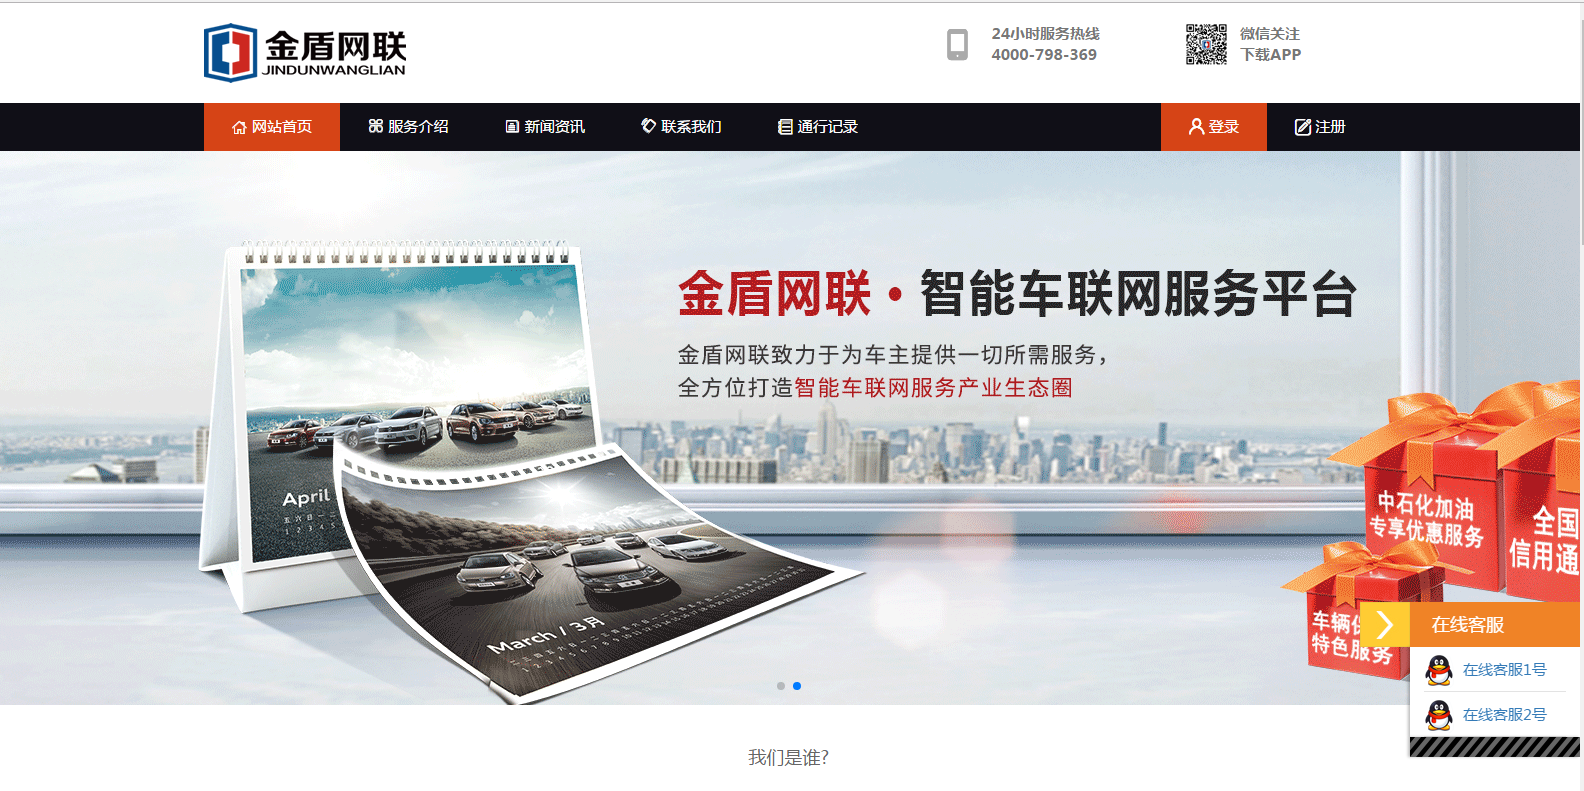 金盾网联
JINDUNWANGLIAN
24小时服务热线
4000-798-369
微信关注
下载APP
网站首页
服务介绍
新闻资讯
联系我们
通行记录
登录
注册
金盾网联·智能车联网服务平台
金盾网联致力于为车主提供一切所需服务，
全方位打造智能车联网服务产业生态圈
April
March / 3月
中石化加油
专享优惠服务
全国
信用通
车辆
特色服务
在线客服
在线客服1号
在线客服2号
我们是谁?